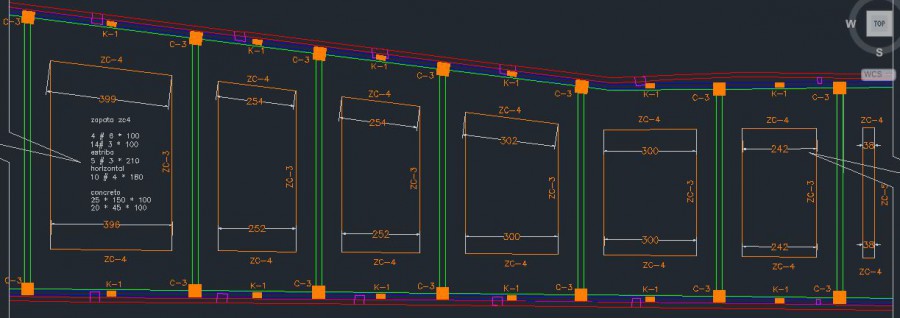 C-3
K-1
C-3
K-1
C-3
K-1
C-3
K-1
C-3
K-1
C-3
K-1
C-3
W
TOP
S
WCS
ZC-4
399
zapata zc4
4 # 6 * 100
14# 3 * 100
estribo
5 # 3 * 210
horizontal
10 # 4 * 180
concreto
25 * 150 * 100
20 * 45 * 100
396
ZC-4
ZC-3
ZC-4
254
252
ZC-4
ZC-3
ZC-4
254
252
ZC-4
ZC-3
ZC-4
302
300
ZC-4
ZC-3
ZC-4
300
300
ZC-4
ZC-3
ZC-4
242
242
ZC-4
ZC-3
ZC-4
38
38
ZC-4
C-3
K-1
C-3
K-1
C-3
K-1
C-3
K-1
C-3
K-1
C-3
K-1
C-3